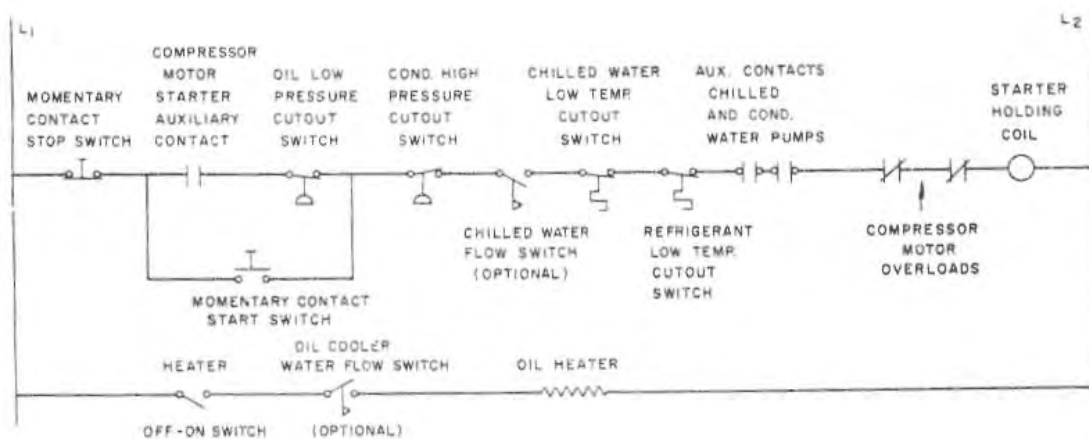 L1
L2
MOMENTARY
CONTACT
STOP SWITCH
COMPRESSOR
MOTOR
STARTER
AUXILIARY
CONTACT
OIL LOW
PRESSURE
CUTOUT
SWITCH
COND. HIGH
PRESSURE
CUTOUT
SWITCH
CHILLED WATER
LOW TEMP.
CUTOUT
SWITCH
AUX. CONTACTS
CHILLED
AND COND.
WATER PUMPS
STARTER
HOLDING
COIL
CHILLED WATER
FLOW SWITCH
(OPTIONAL)
REFRIGERANT
LOW TEMP.
CUTOUT
SWITCH
COMPRESSOR
MOTOR
OVERLOADS
MOMENTARY CONTACT
START SWITCH
HEATER
OFF-ON SWITCH
OIL COOLER
WATER FLOW SWITCH
(OPTIONAL)
OIL HEATER